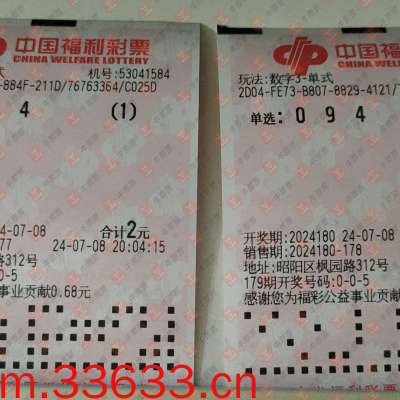 中国福利彩票
CHINA WELFARE LOTTERY
式
机号:53041584
-884F-211D/76763364/C025D
4 (1)
4-07-08 合计2元
77 24-07-08 20:04:15
312号
0-5
事业贡献0.68元
中国福利彩票
CHINA WELFARE LOTTERY
玩法:数字3-单式
2D04-FE73-B807-8829-4121/
单选: 0 9 4
开奖期:2024180 24-07-08
销售期:2024180-178
地址:昭阳区枫园路312号
179期开奖号码:0-0-5
感谢您为福彩公益事业贡献
m.33633.cn